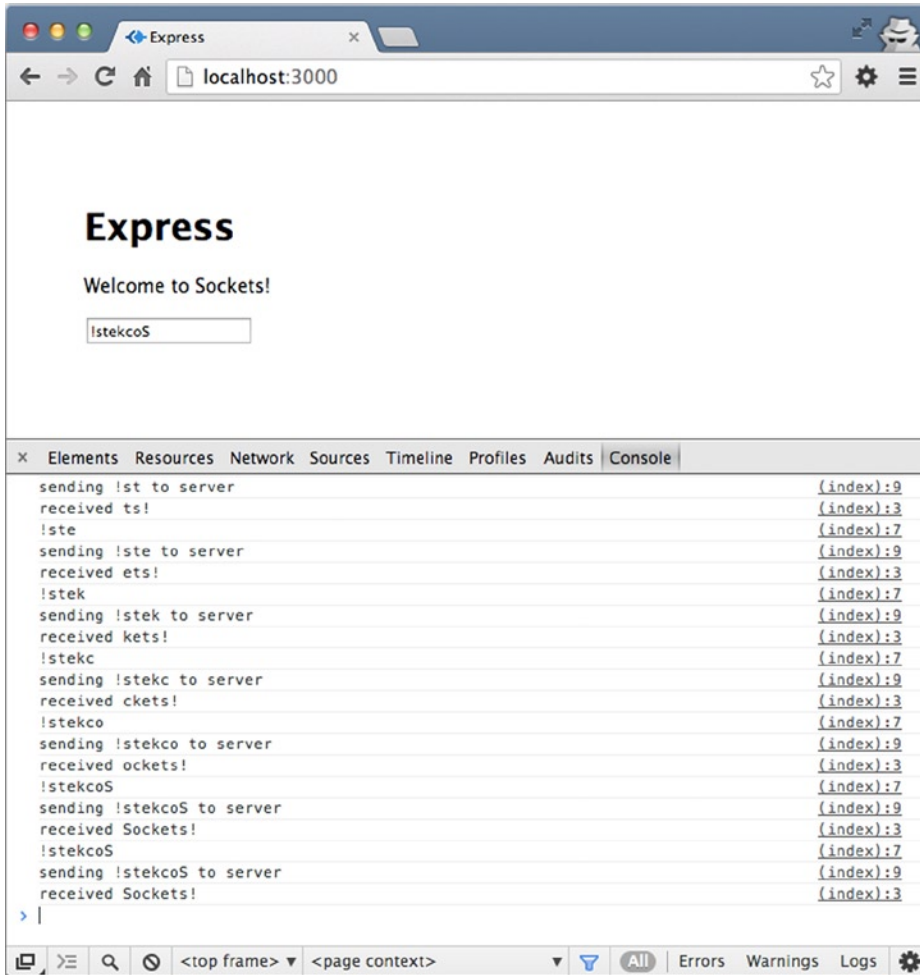 Express
localhost:3000
Express
Welcome to Sockets!
!stekcoS
× Elements Resources Network Sources Timeline Profiles Audits Console
sending !st to server (index):9
received ts! (index):3
!ste (index):7
sending !ste to server (index):9
received ets! (index):3
!stek (index):7
sending !stek to server (index):9
received kets! (index):3
!stekc (index):7
sending !stekc to server (index):9
received ckets! (index):3
!stekco (index):7
sending !stekco to server (index):9
received ockets! (index):3
!stekcoS (index):7
sending !stekcoS to server (index):9
received Sockets! (index):3
!stekcoS (index):7
sending !stekcoS to server (index):9
received Sockets! (index):3
>
<top frame> ▼ <page context> ▼ All Errors Warnings Logs